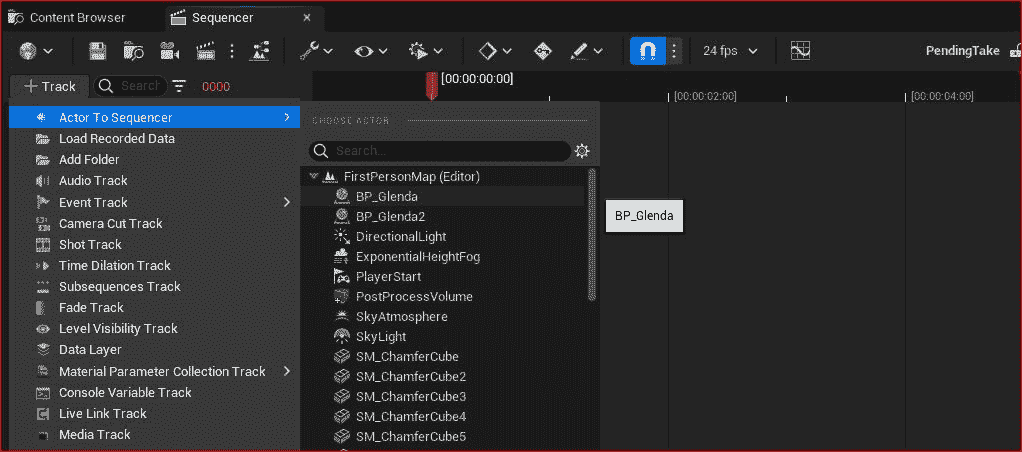 Content Browser
Sequencer
24 fps
PendingTake
Track
Search
0000
[00:00:00:00]
[00:00:02:00]
[00:00:04:00]
Actor To Sequencer
Load Recorded Data
Add Folder
Audio Track
Event Track
Camera Cut Track
Shot Track
Time Dilation Track
Subsequences Track
Fade Track
Level Visibility Track
Data Layer
Material Parameter Collection Track
Console Variable Track
Live Link Track
Media Track
CHOOSE ACTOR
Search...
FirstPersonMap (Editor)
BP_Glenda
BP_Glenda2
DirectionalLight
ExponentialHeightFog
PlayerStart
PostProcessVolume
SkyAtmosphere
SkyLight
SM_ChamferCube
SM_ChamferCube2
SM_ChamferCube3
SM_ChamferCube4
SM_ChamferCube5
BP_Glenda